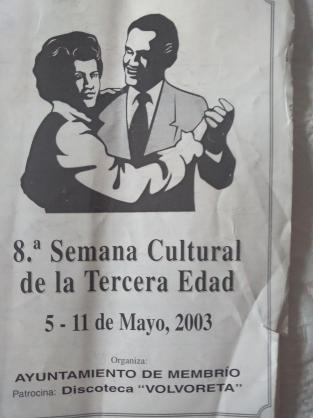 8.ª Semana Cultural
de la Tercera Edad
5 - 11 de Mayo, 2003
Organiza:
AYUNTAMIENTO DE MEMBRÍO
Patrocina: Discoteca "VOLVORETA"